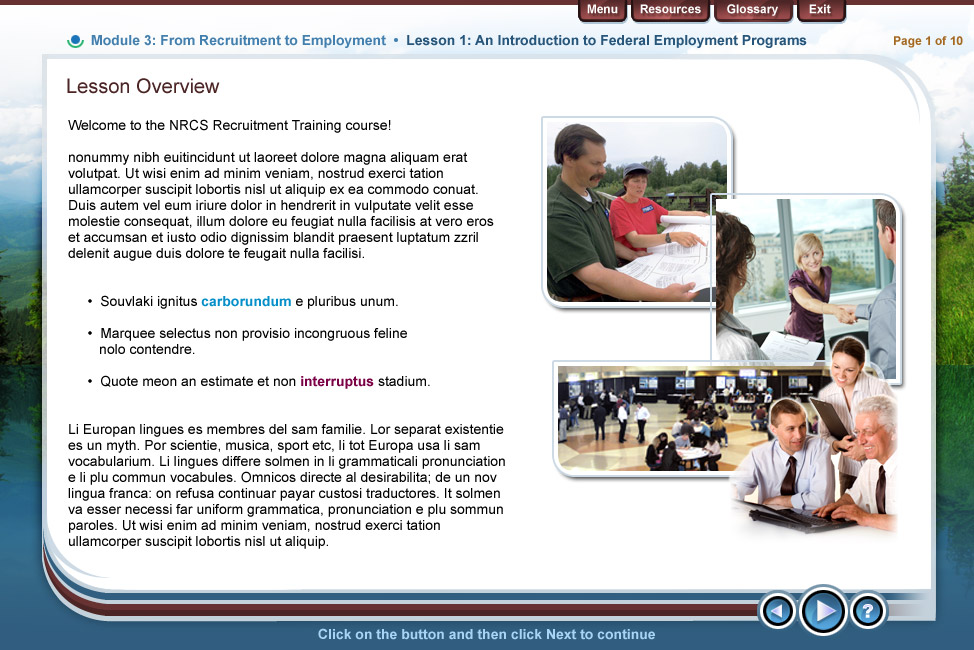 Menu Resources Glossary Exit
Module 3: From Recruitment to Employment • Lesson 1: An Introduction to Federal Employment Programs
Page 1 of 10
Lesson Overview
Welcome to the NRCS Recruitment Training course!
nonummy nibh euitincidunt ut laoreet dolore magna aliquam erat
volutpat. Ut wisi enim ad minim veniam, nostrud exerci tation
ullamcorper suscipit lobortis nisl ut aliquip ex ea commodo conuat.
Duis autem vel eum iriure dolor in hendrerit in vulputate velit esse
molestie consequat, illum dolore eu feugiat nulla facilisis at vero eros
et accumsan et iusto odio dignissim blandit praesent luptatum zzril
delenit augue duis dolore te feugait nulla facilisi.
• Souvlaki ignitus carborundum e pluribus unum.
• Marquee selectus non provisio incongruous feline
nolo contendre.
• Quote meon an estimate et non interruptus stadium.
Li Europan lingues es membres del sam familie. Lor separat existentie
es un myth. Por scientie, musica, sport etc, li tot Europa usa li sam
vocabularium. Li lingues differe solmen in li grammaticali pronunciation
e li plu commun vocabules. Omnicos directe al desirabilita; de un nov
lingua franca: on refusa continuar payar custosi traductores. It solmen
va esser necessi far uniform grammatica, pronunciation e plu sommun
paroles. Ut wisi enim ad minim veniam, nostrud exerci tation
ullamcorper suscipit lobortis nisl ut aliquip.
?
Click on the button and then click Next to continue